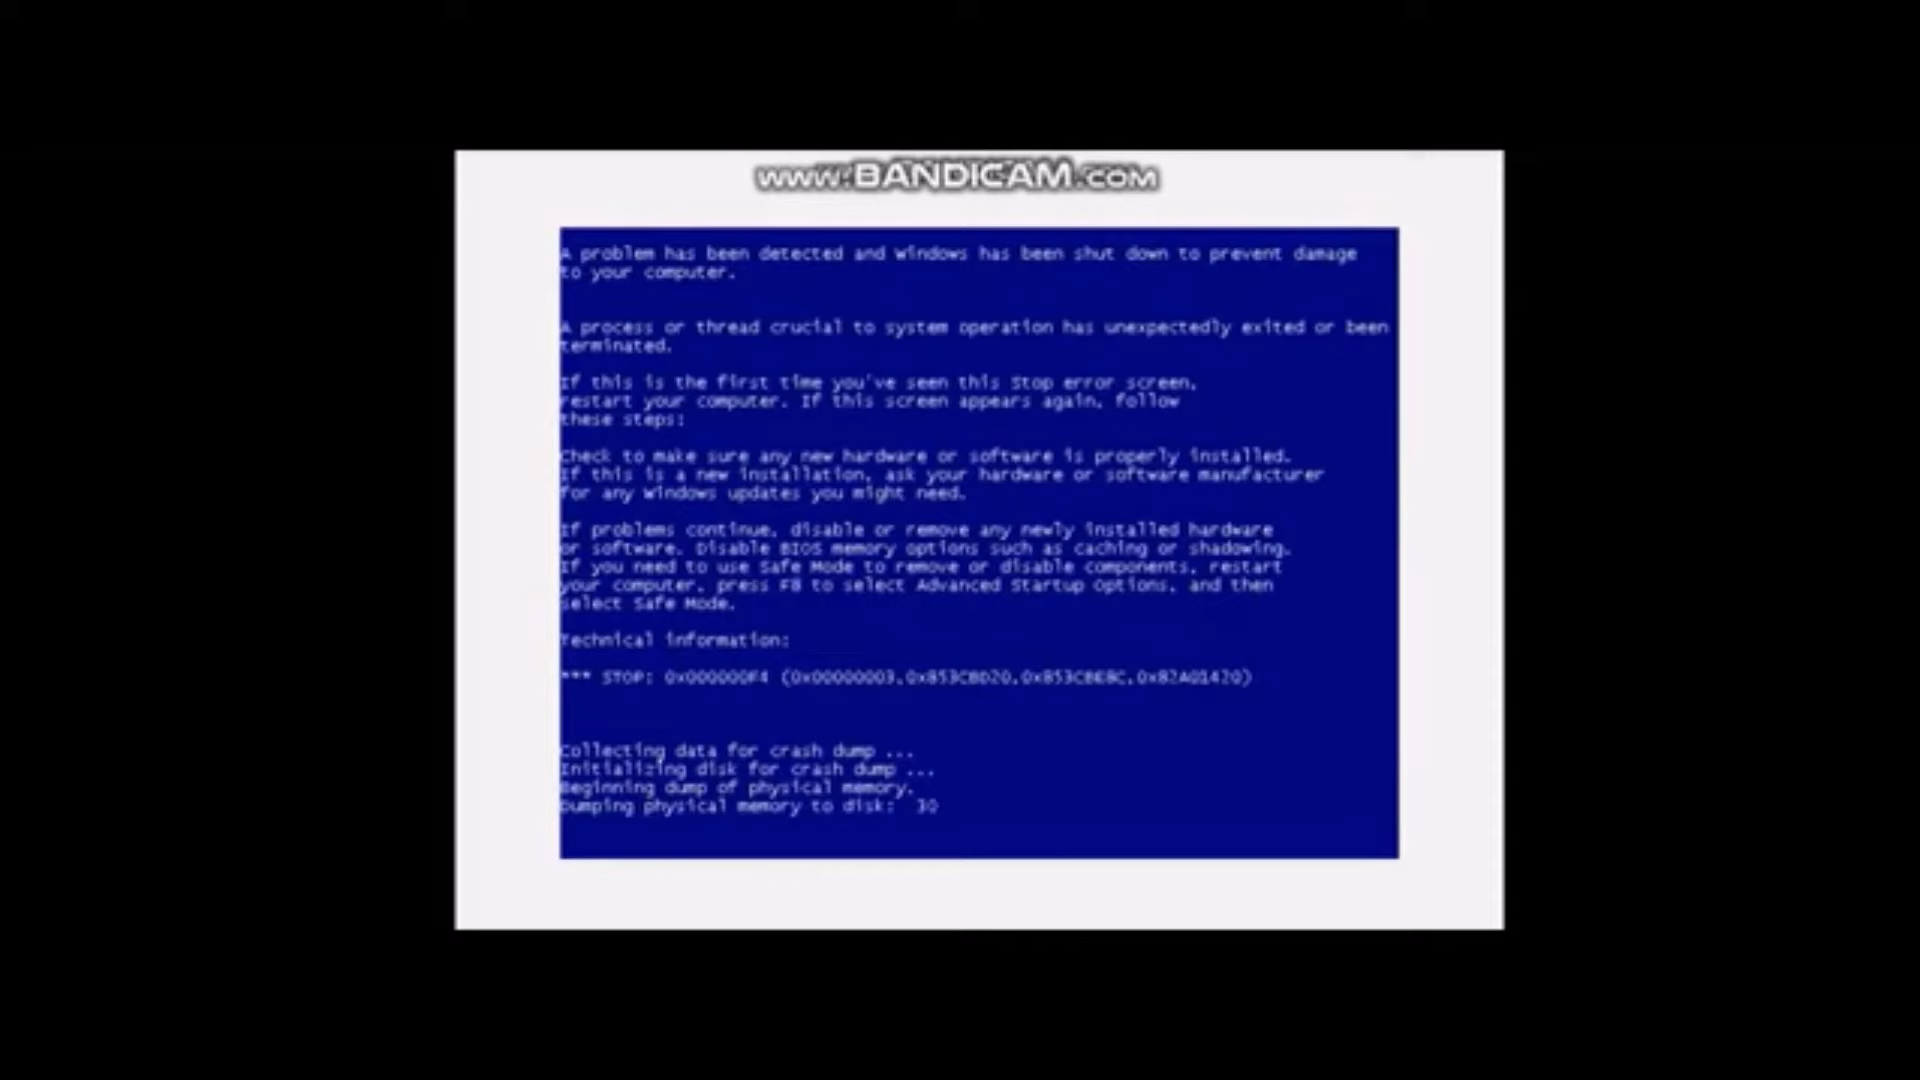 www.BANDICAM.COM
A problem has been detected and Windows has been shut down to prevent damage
to your computer.
A process or thread crucial to system operation has unexpectedly exited or been
terminated.
If this is the first time you've seen this Stop error screen,
restart your computer. If this screen appears again, follow
these steps:
Check to make sure any new hardware or software is properly installed.
If this is a new installation, ask your hardware or software manufacturer
for any Windows updates you might need.
If problems continue, disable or remove any newly installed hardware
or software. Disable BIOS memory options such as caching or shadowing.
If you need to use Safe Mode to remove or disable components, restart
your computer, press F8 to select Advanced Startup Options, and then
select Safe Mode.
Technical information:
*** STOP: 0x000000F4 (0x00000003,0x853CBD20,0x853CBE8C,0x82A01420)
Collecting data for crash dump ...
Initializing disk for crash dump ...
Beginning dump of physical memory.
Dumping physical memory to disk: 30